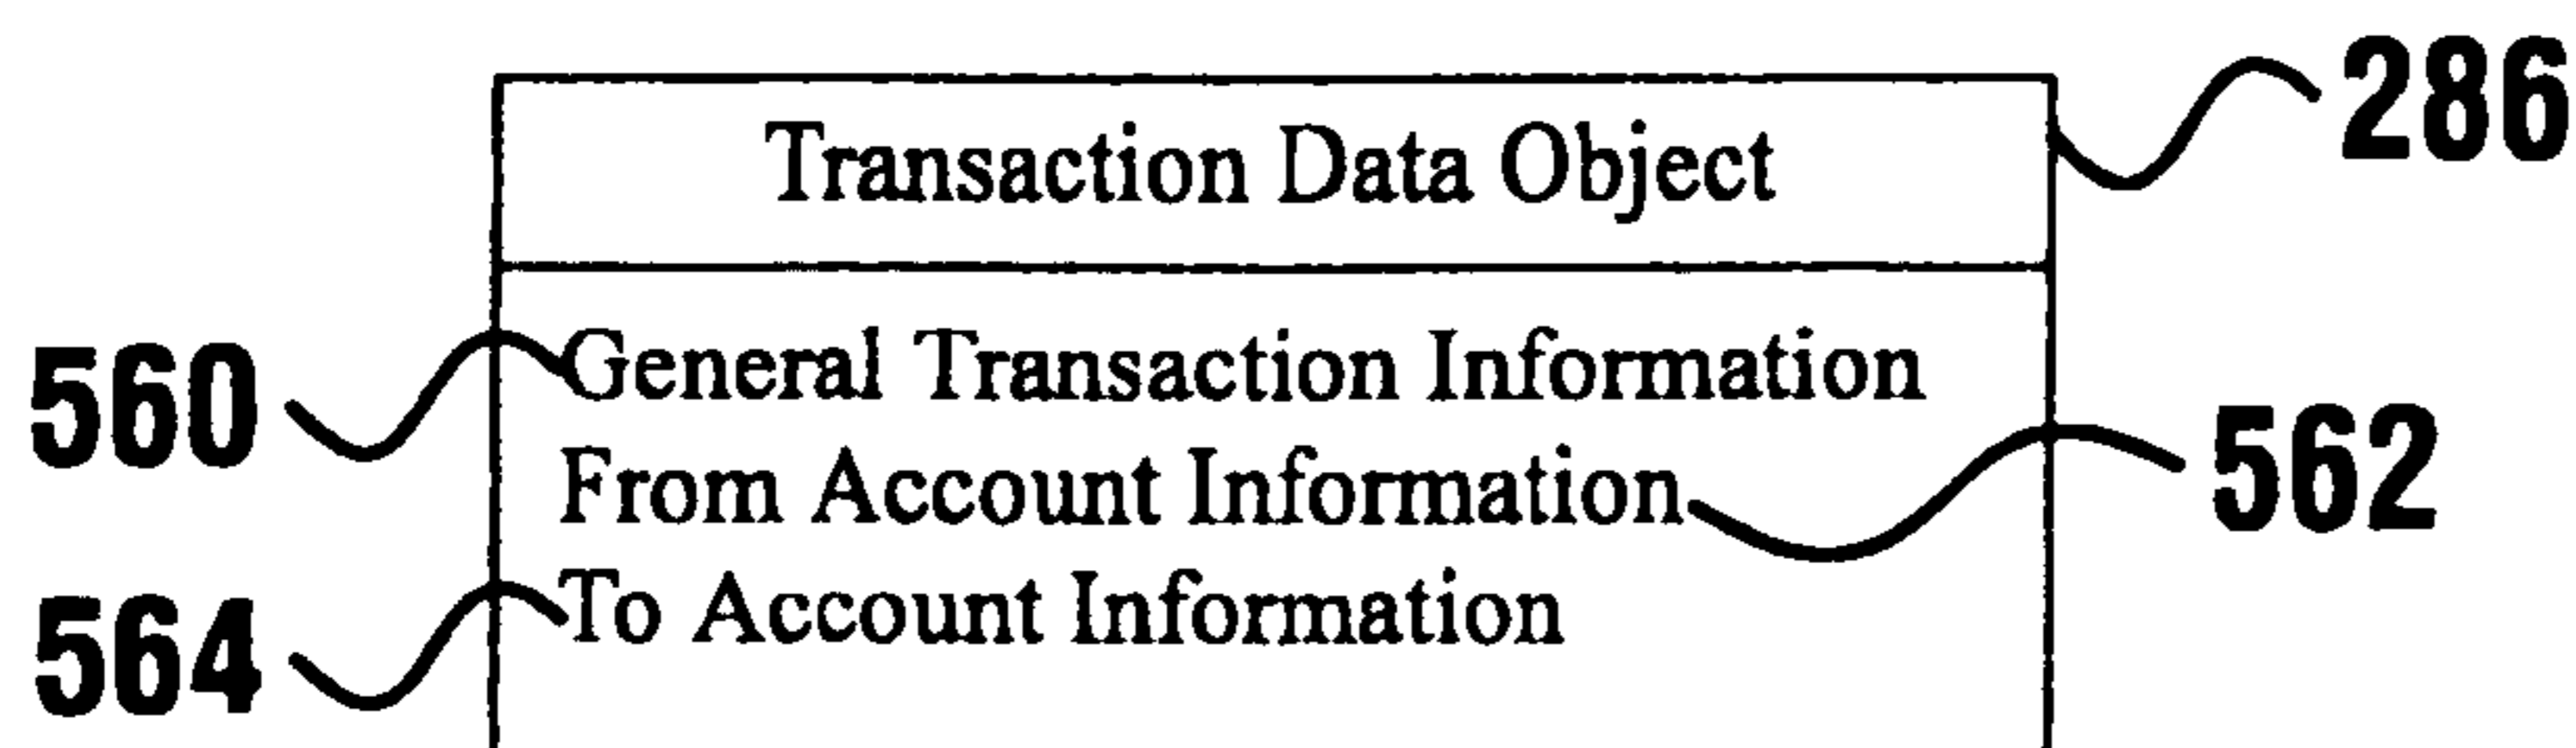 286
Transaction Data Object
560
General Transaction Information
From Account Information
562
564
To Account Information